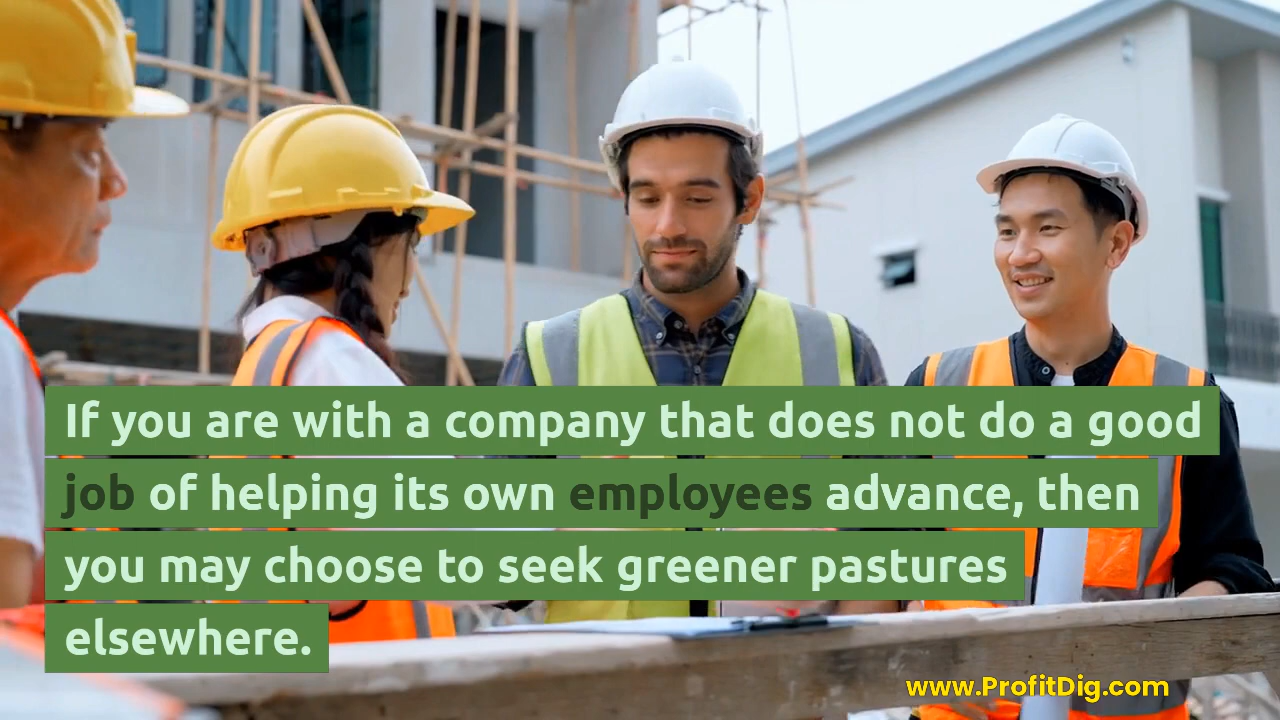 If you are with a company that does not do a good
job of helping its own employees advance, then
you may choose to seek greener pastures
elsewhere.
www.ProfitDig.com